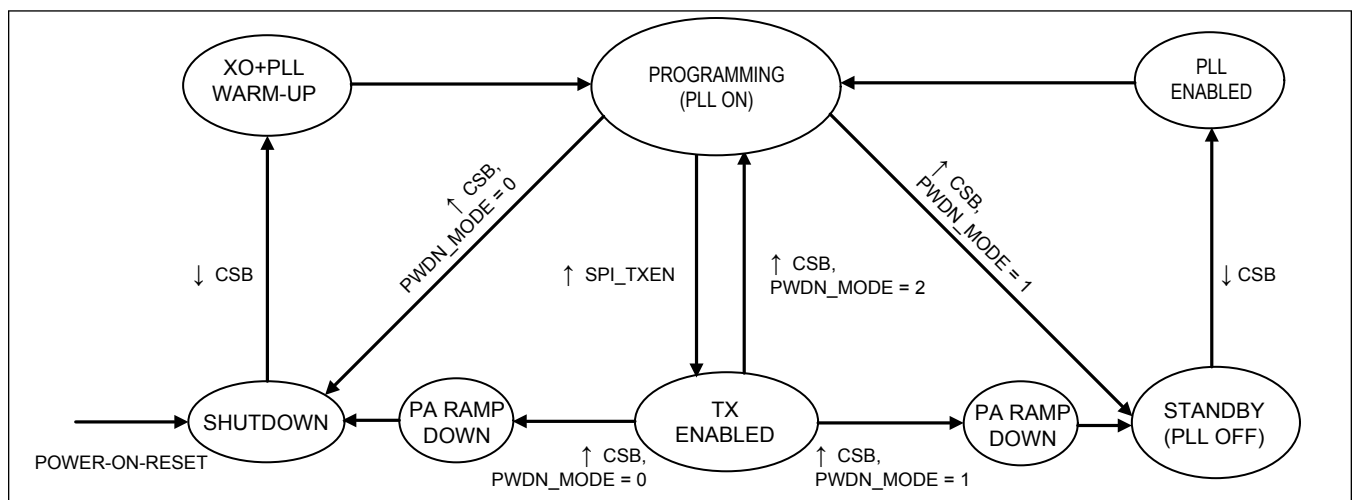 XO+PLL
WARM-UP
PROGRAMMING
(PLL ON)
PLL
ENABLED
↑ CSB,
PWDN_MODE = 0
↑ CSB,
PWDN_MODE = 1
↓ CSB
↑ SPI_TXEN
↑ CSB,
PWDN_MODE = 2
↓ CSB
SHUTDOWN
PA RAMP
DOWN
TX
ENABLED
PA RAMP
DOWN
STANDBY
(PLL OFF)
POWER-ON-RESET
↑ CSB,
PWDN_MODE = 0
↑ CSB,
PWDN_MODE = 1